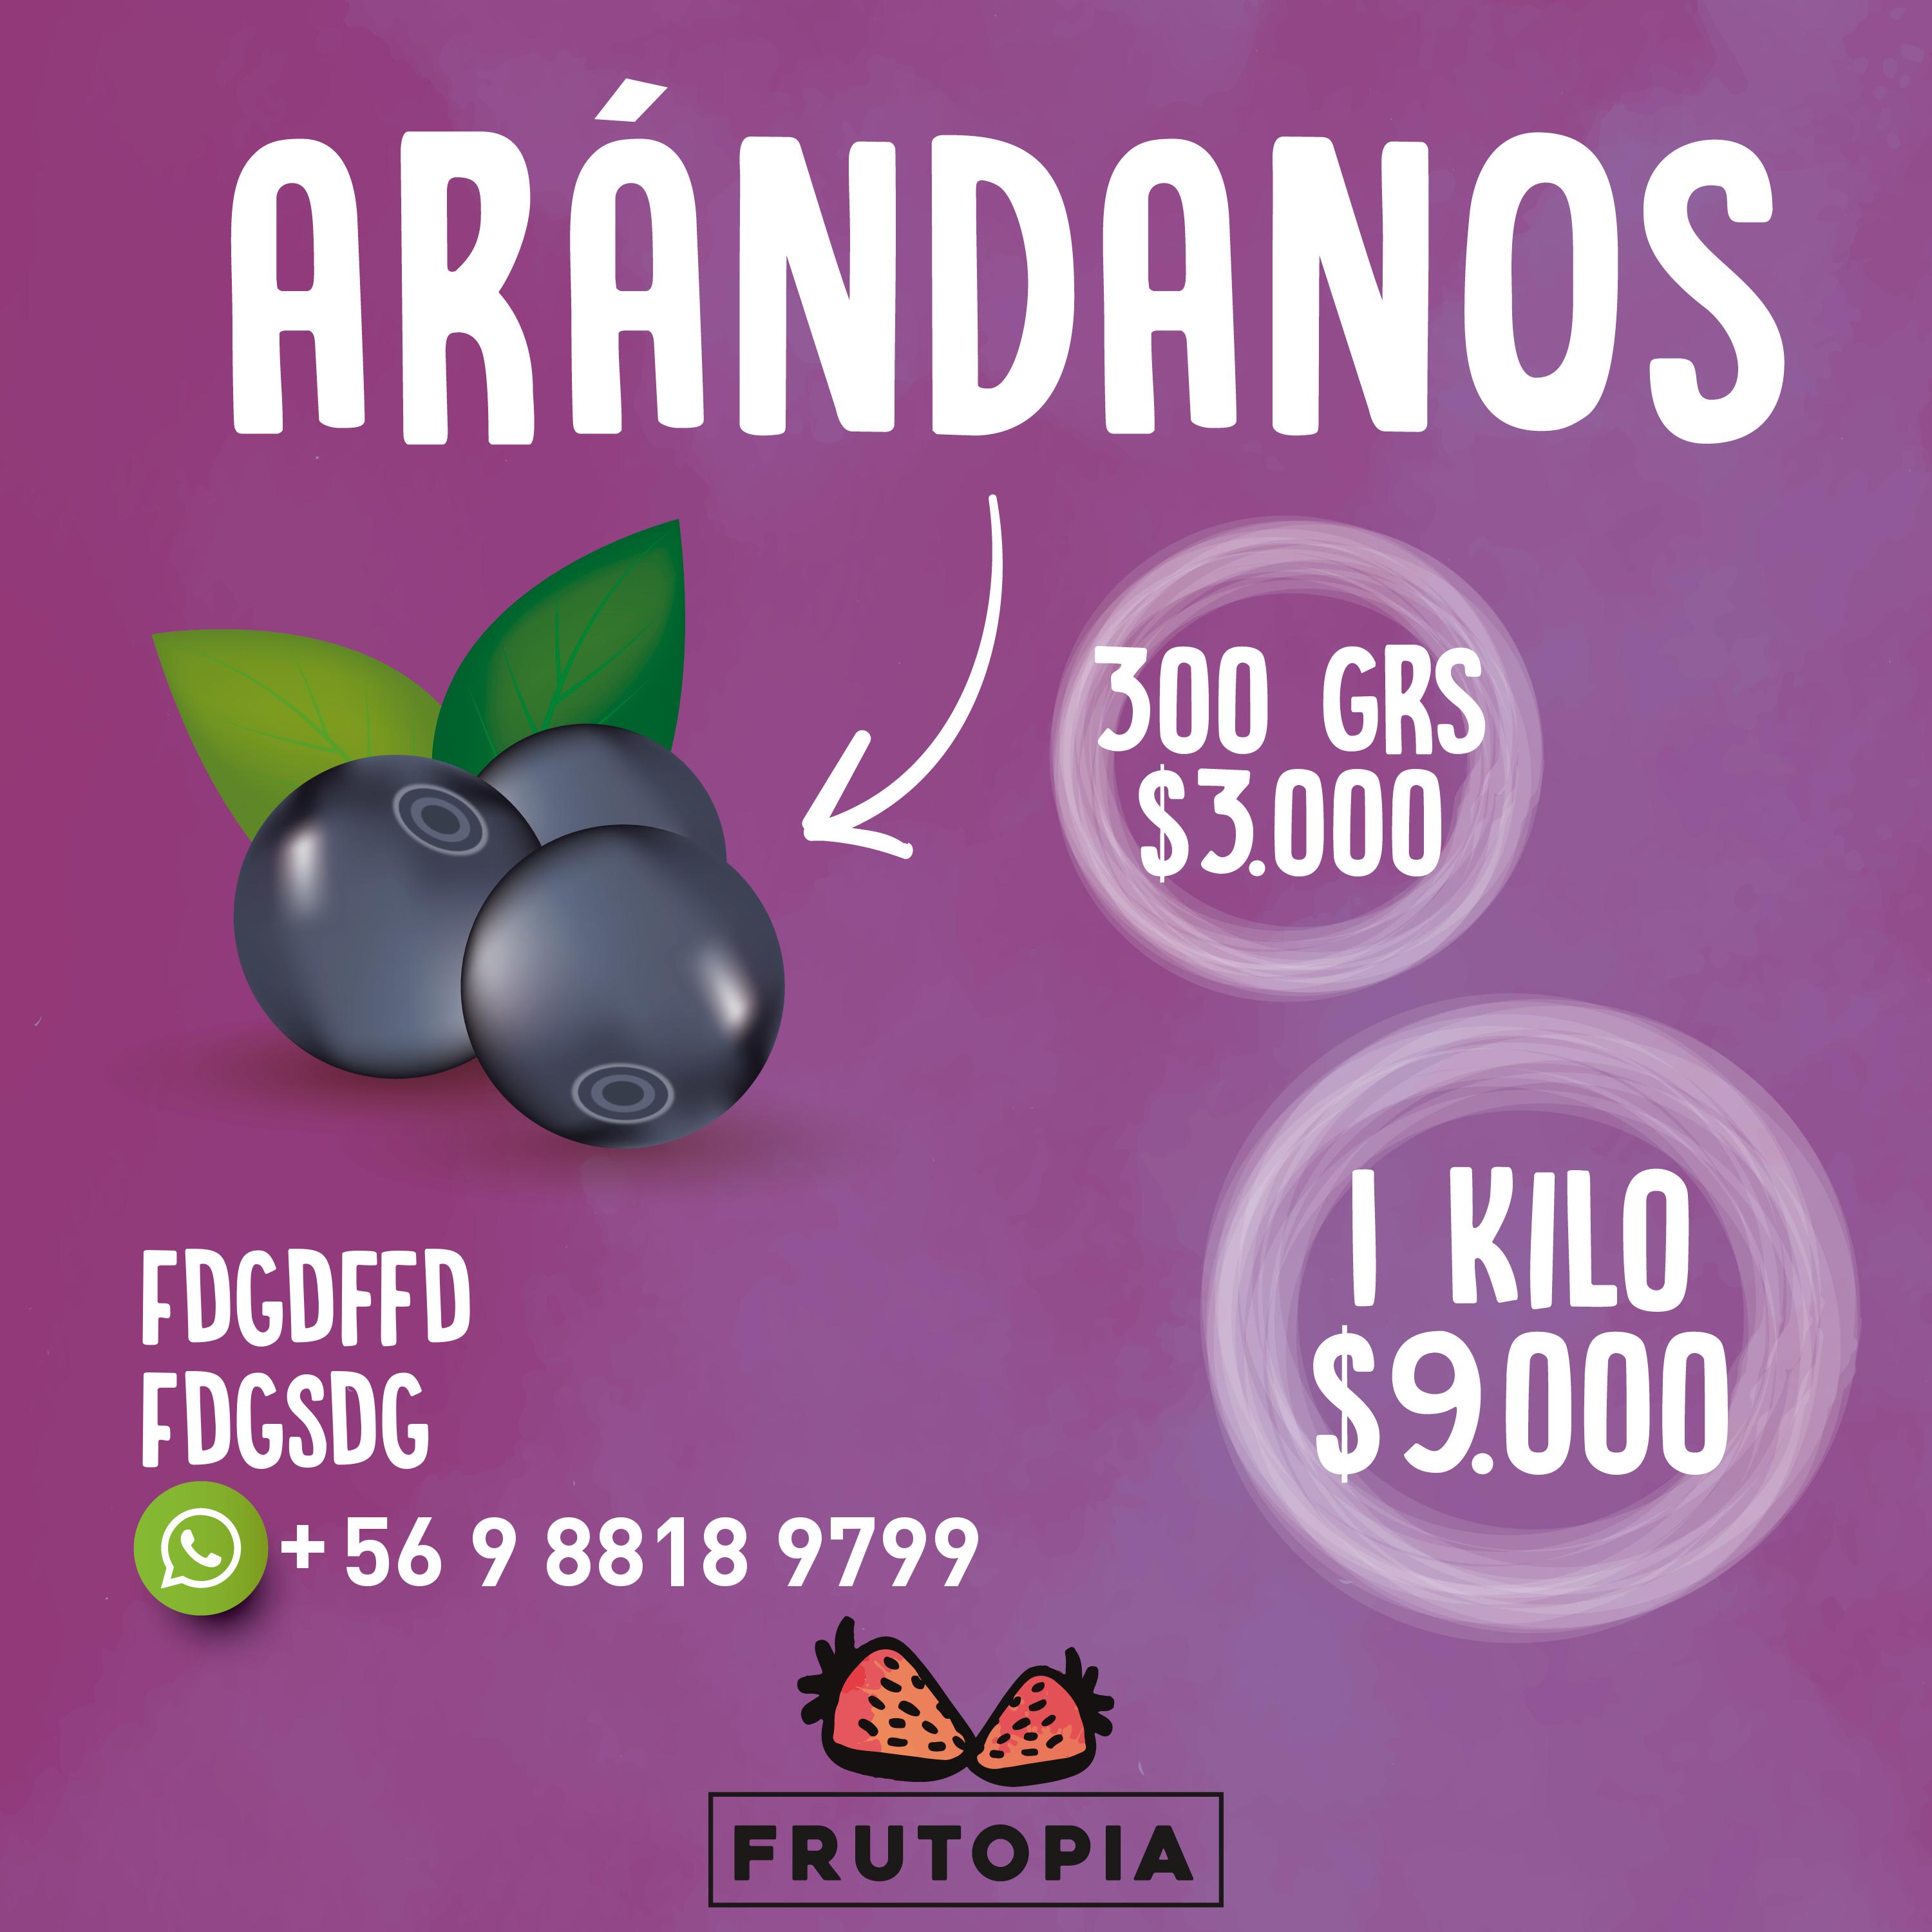 ARÁNDANOS
300 GRS
$3.000
1 KILO
$9.000
FDGDFFD
FDGSDG
+56 9 8818 9799
FRUTOPIA